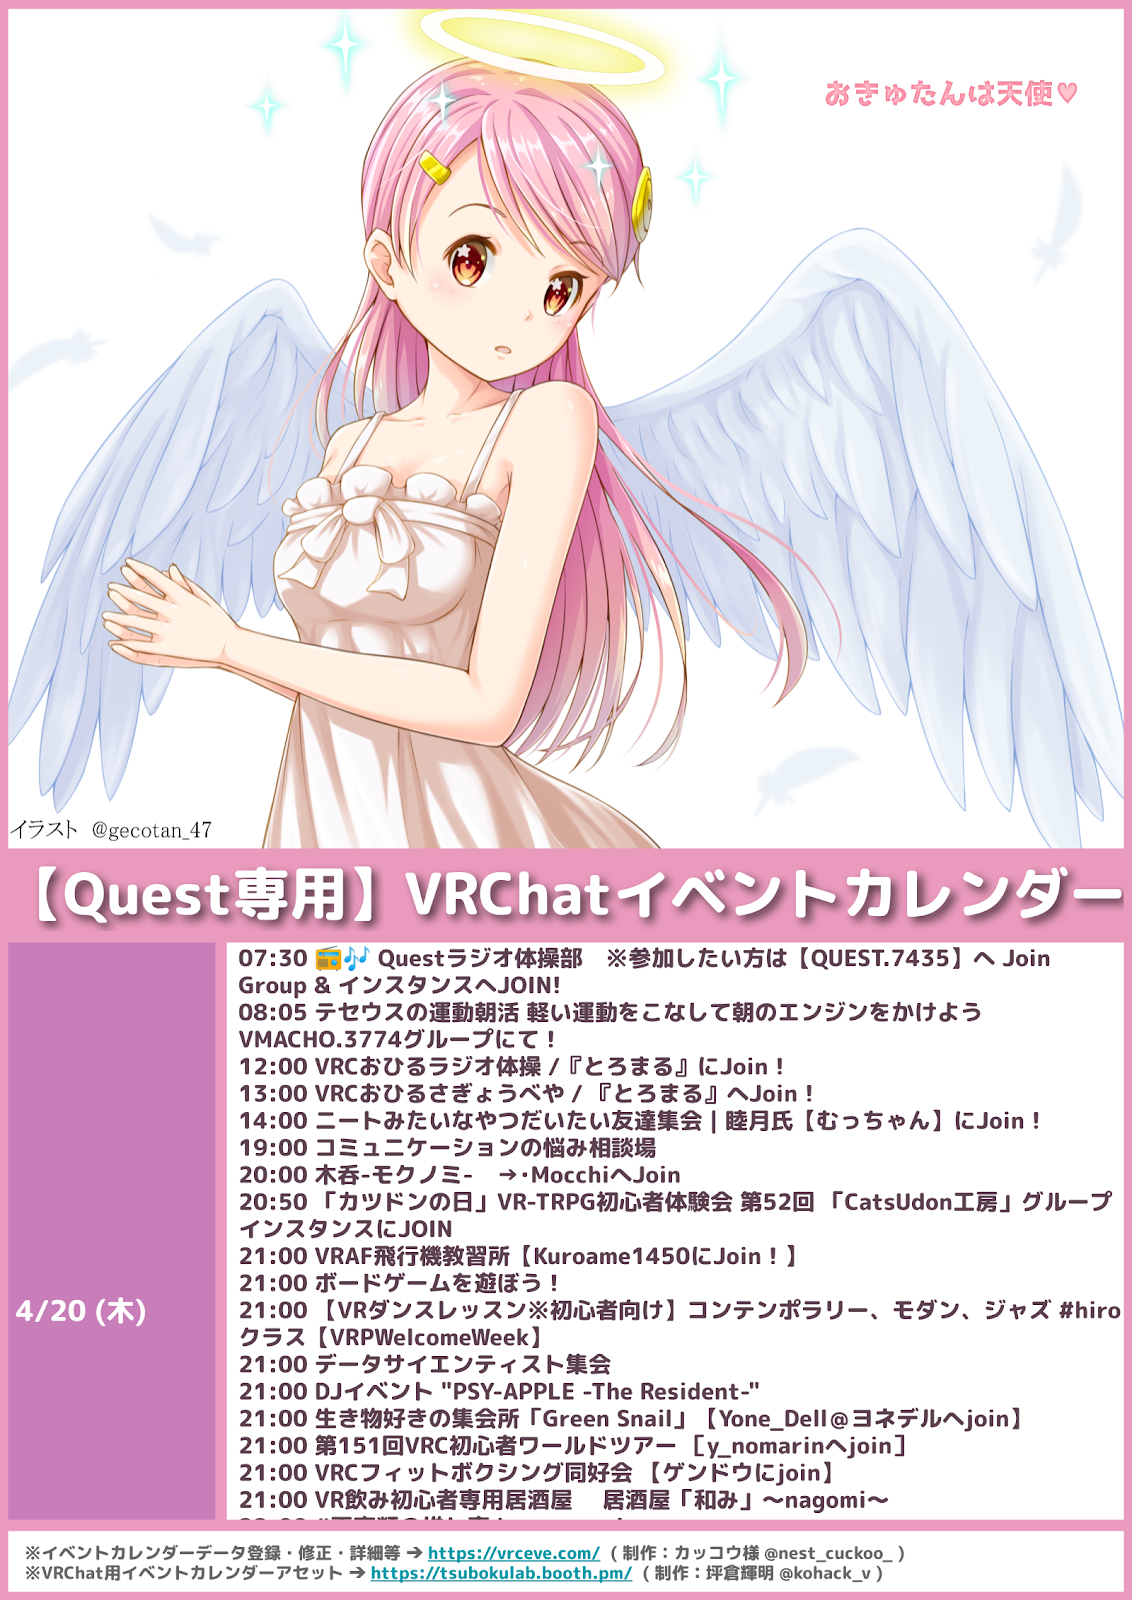 おきゅたんは天使♥
イラスト @gecotan_47
【Quest専用】VRChatイベントカレンダー
4/20 (木)
07:30 📻🎶 Questラジオ体操部　※参加したい方は【QUEST.7435】へ Join
Group & インスタンスへJOIN!
08:05 テセウスの運動朝活 軽い運動をこなして朝のエンジンをかけよう
VMACHO.3774グループにて！
12:00 VRCおひるラジオ体操 /『とろまる』にJoin！
13:00 VRCおひるさぎょうべや / 『とろまる』へJoin！
14:00 ニートみたいなやつだいたい友達集会 | 睦月氏【むっちゃん】にJoin！
19:00 コミュニケーションの悩み相談場
20:00 木呑-モクノミ-　→･MocchiへJoin
20:50 「カツドンの日」VR-TRPG初心者体験会 第52回 「CatsUdon工房」グループ
インスタンスにJOIN
21:00 VRAF飛行機教習所【Kuroame1450にJoin！】
21:00 ボードゲームを遊ぼう！
21:00 【VRダンスレッスン※初心者向け】コンテンポラリー、モダン、ジャズ #hiro
クラス【VRPWelcomeWeek】
21:00 データサイエンティスト集会
21:00 DJイベント "PSY-APPLE -The Resident-"
21:00 生き物好きの集会所「Green Snail」【Yone_Dell＠ヨネデルへjoin】
21:00 第151回VRC初心者ワールドツアー ［y_nomarinへjoin］
21:00 VRCフィットボクシング同好会 【ゲンドウにjoin】
21:00 VR飲み初心者専用居酒屋　 居酒屋「和み」〜nagomi〜
※イベントカレンダーデータ登録・修正・詳細等 ➔ https://vrceve.com/ （ 制作：カッコウ様 @nest_cuckoo_ ）
※VRChat用イベントカレンダーアセット ➔ https://tsubokulab.booth.pm/ （ 制作：坪倉輝明 @kohack_v ）